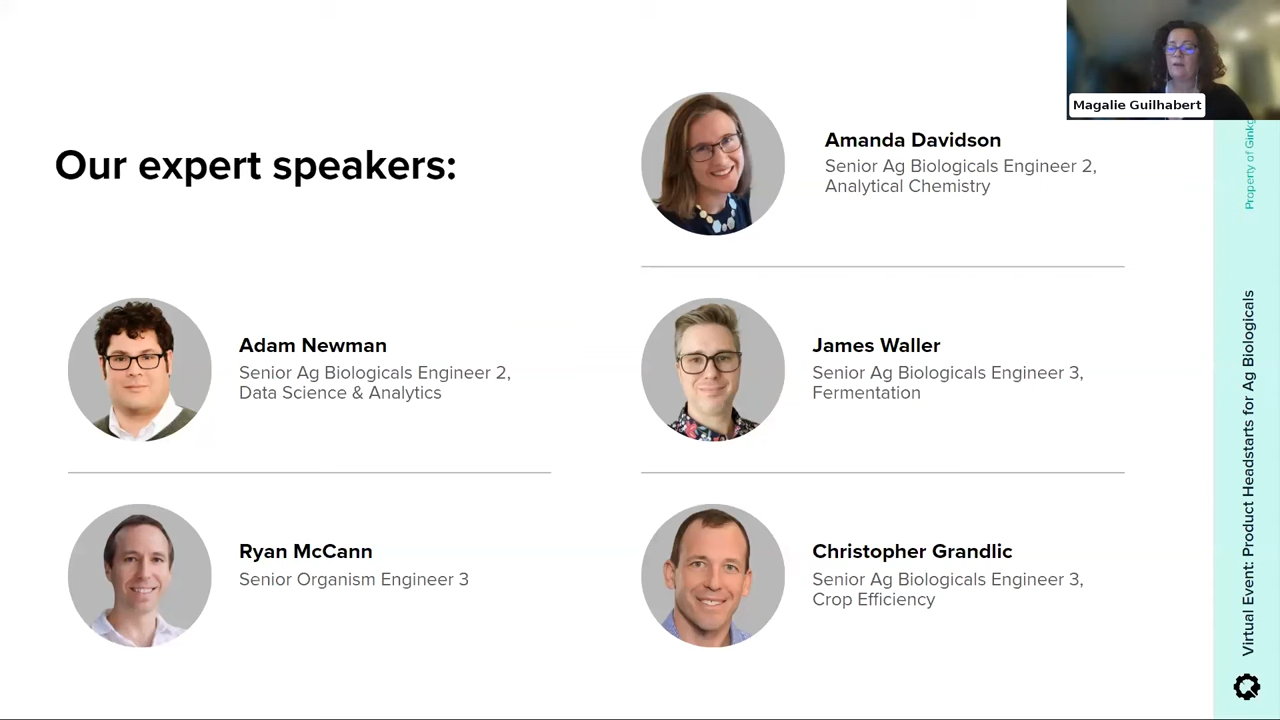 Our expert speakers:
Amanda Davidson
Senior Ag Biologicals Engineer 2,
Analytical Chemistry
Adam Newman
Senior Ag Biologicals Engineer 2,
Data Science & Analytics
James Waller
Senior Ag Biologicals Engineer 3,
Fermentation
Ryan McCann
Senior Organism Engineer 3
Christopher Grandlic
Senior Ag Biologicals Engineer 3,
Crop Efficiency
Magalie Guilhabert
Property of
Virtual Event: Product Headstarts for Ag Biologicals